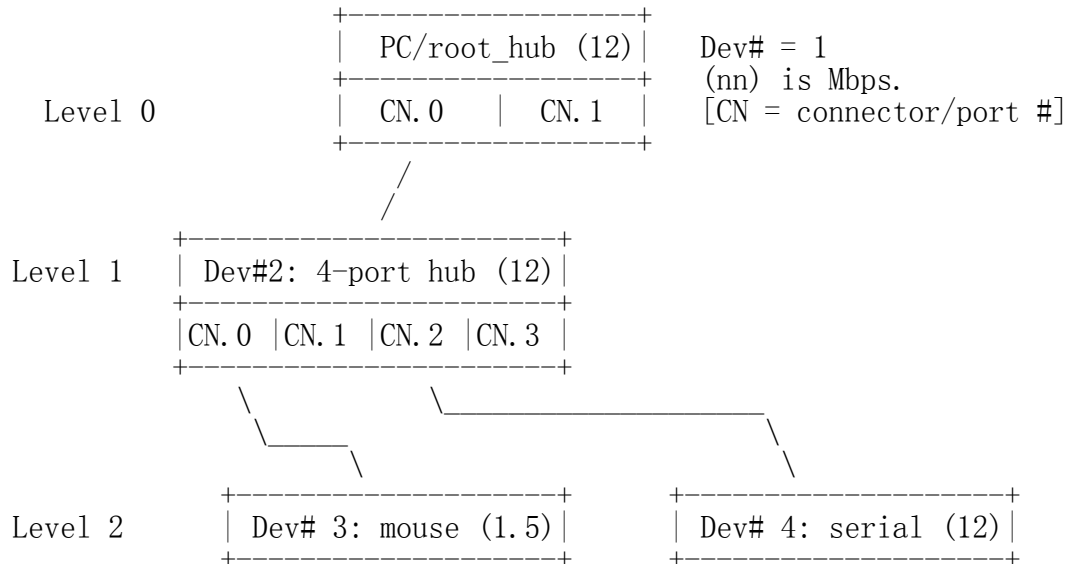 PC/root_hub (12)    Dev# = 1
(nn) is Mbps.
Level 0    CN.0 | CN.1    [CN = connector/port #]
Level 1    Dev#2: 4-port hub (12)
CN.0 |CN.1 |CN.2 |CN.3
Level 2    Dev# 3: mouse (1.5)    Dev# 4: serial (12)